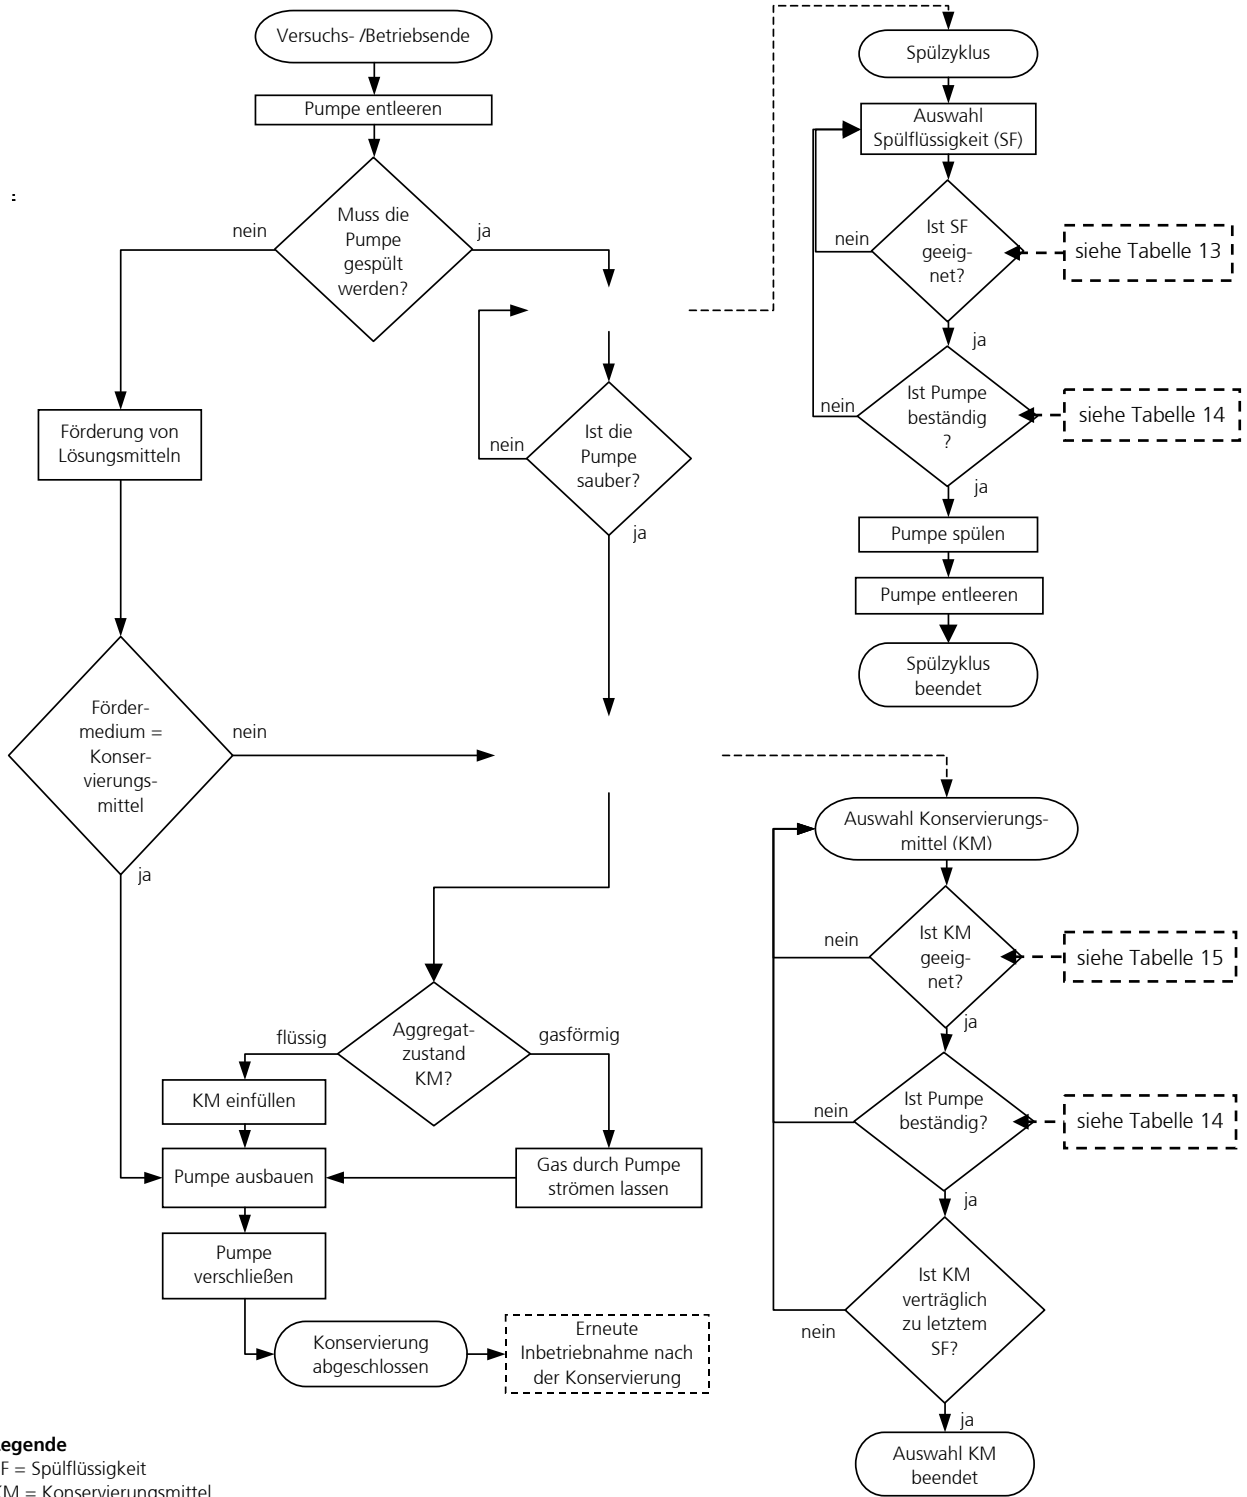 Versuchs- /Betriebsende
Pumpe entleeren
Muss die
Pumpe
gespült
werden?
nein
ja
Förderung von
Lösungsmitteln
Ist die
Pumpe
sauber?
nein
ja
Förder-
medium =
Konser-
vierungs-
mittel
nein
ja
Aggregat-
zustand
KM?
flüssig
gasförmig
KM einfüllen
Pumpe ausbauen
Gas durch Pumpe
strömen lassen
Pumpe
verschließen
Konservierung
abgeschlossen
Erneute
Inbetriebnahme nach
der Konservierung
Spülzyklus
Auswahl
Spülflüssigkeit (SF)
Ist SF
geeig-
net?
nein
siehe Tabelle 13
ja
Ist Pumpe
beständig
?
nein
siehe Tabelle 14
ja
Pumpe spülen
Pumpe entleeren
Spülzyklus
beendet
Auswahl Konservierungs-
mittel (KM)
Ist KM
geeig-
net?
nein
siehe Tabelle 15
ja
Ist Pumpe
beständig?
nein
siehe Tabelle 14
ja
Ist KM
verträglich
zu letztem
SF?
nein
ja
Auswahl KM
beendet
egende
F = Spülflüssigkeit
KM = Konservierungsmittel